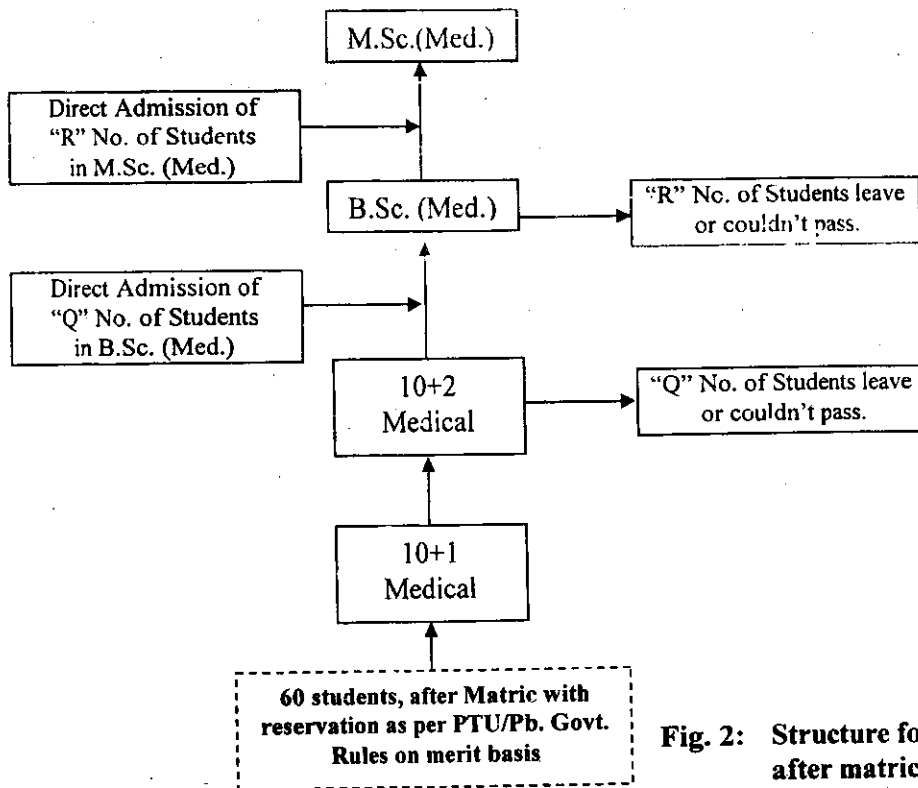 M.Sc.(Med.)
Direct Admission of
"R" No. of Students
in M.Sc. (Med.)
B.Sc. (Med.)
"R" No. of Students leave
or couldn't pass.
Direct Admission of
"Q" No. of Students
in B.Sc. (Med.)
10+2
Medical
"Q" No. of Students leave
or couldn't pass.
10+1
Medical
60 students, after Matric with
reservation as per PTU/Pb. Govt.
Rules on merit basis
Fig. 2: Structure fo
after matric